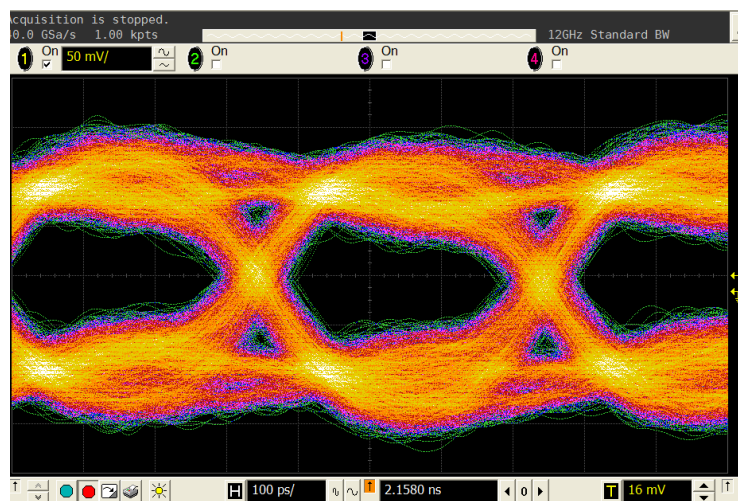 Acquisition is stopped.
40.0 GSa/s 1.00 kpts 12GHz Standard BW
1 On 50 mV/ 2 On 3 On 4 On
H 100 ps/ 2.1580 ns 0 T 16 mV